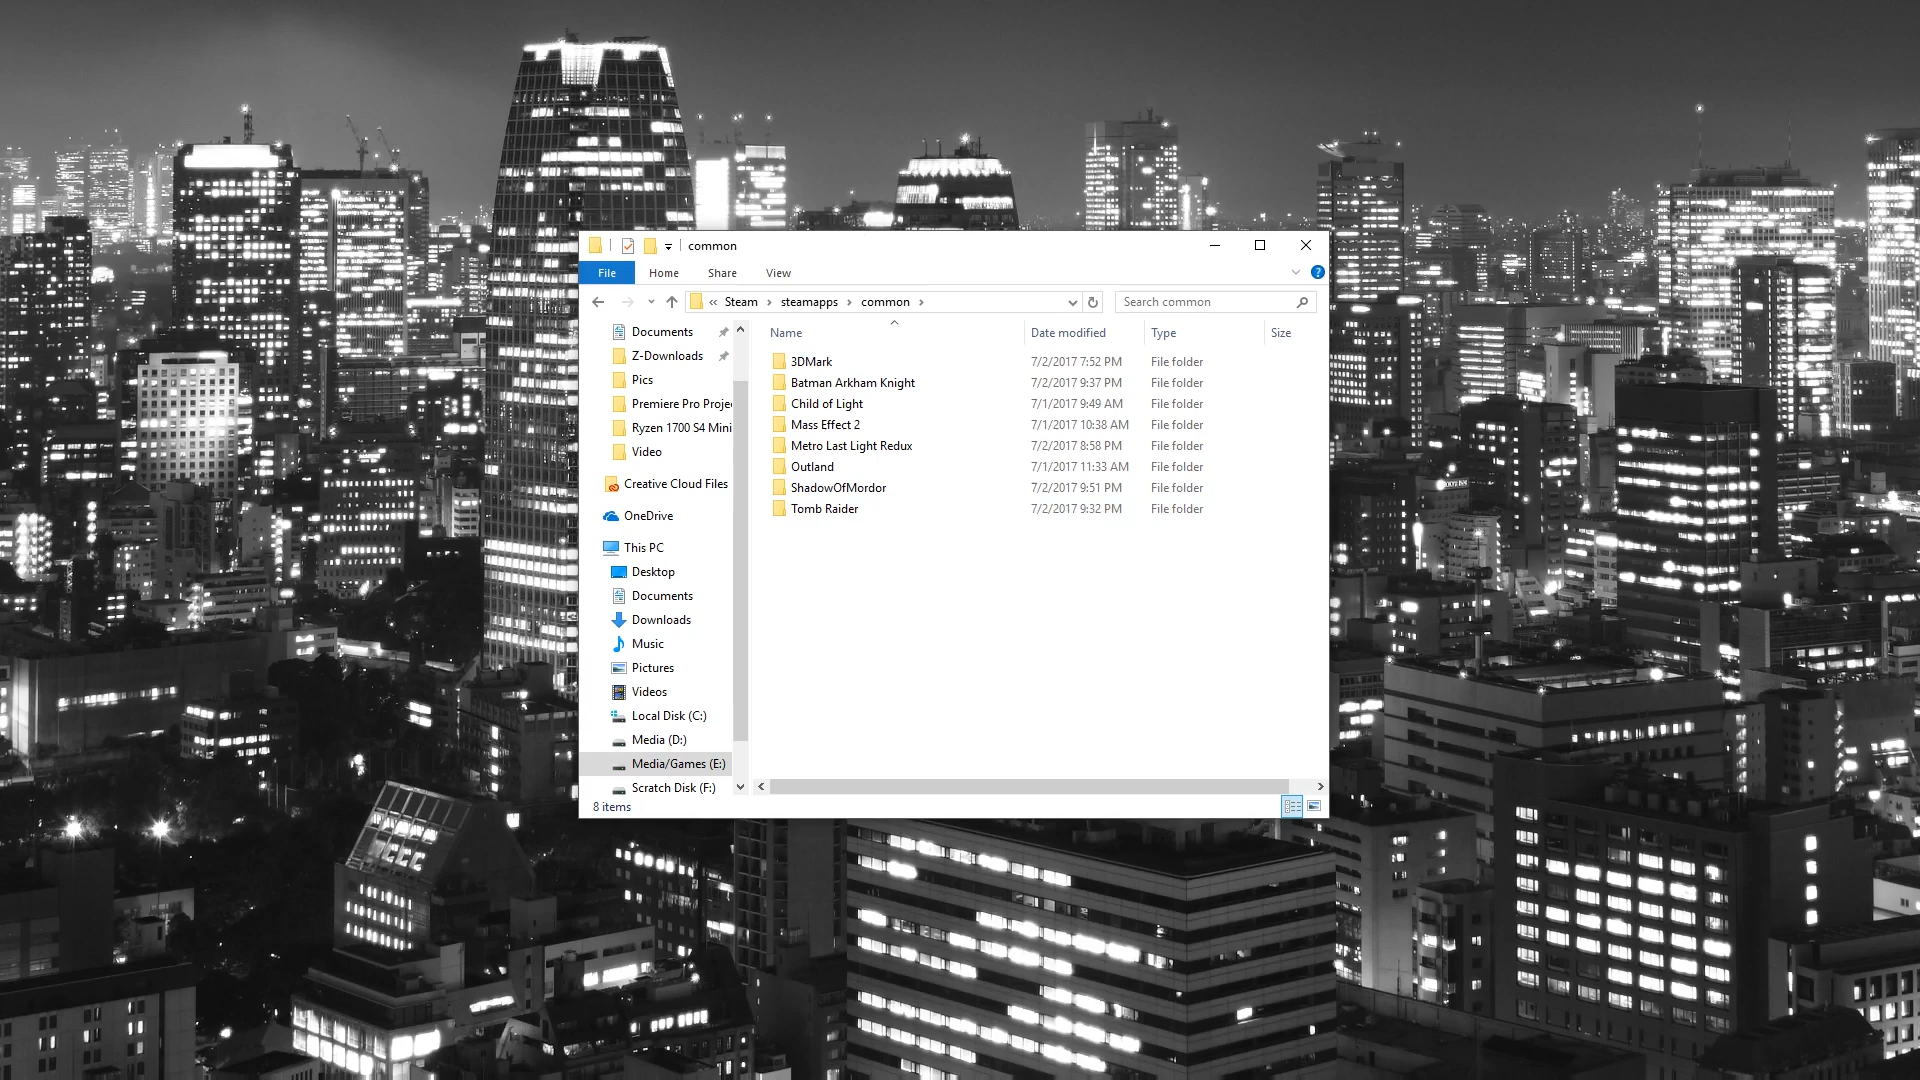 common
File Home Share View
« Steam › steamapps › common ›
Search common
Documents
Z-Downloads
Pics
Premiere Pro Proje
Ryzen 1700 S4 Mini
Video
Creative Cloud Files
OneDrive
This PC
Desktop
Documents
Downloads
Music
Pictures
Videos
Local Disk (C:)
Media (D:)
Media/Games (E:)
Scratch Disk (F:)
Name Date modified Type Size
3DMark 7/2/2017 7:52 PM File folder
Batman Arkham Knight 7/2/2017 9:37 PM File folder
Child of Light 7/1/2017 9:49 AM File folder
Mass Effect 2 7/1/2017 10:38 AM File folder
Metro Last Light Redux 7/2/2017 8:58 PM File folder
Outland 7/1/2017 11:33 AM File folder
ShadowOfMordor 7/2/2017 9:51 PM File folder
Tomb Raider 7/2/2017 9:32 PM File folder
8 items